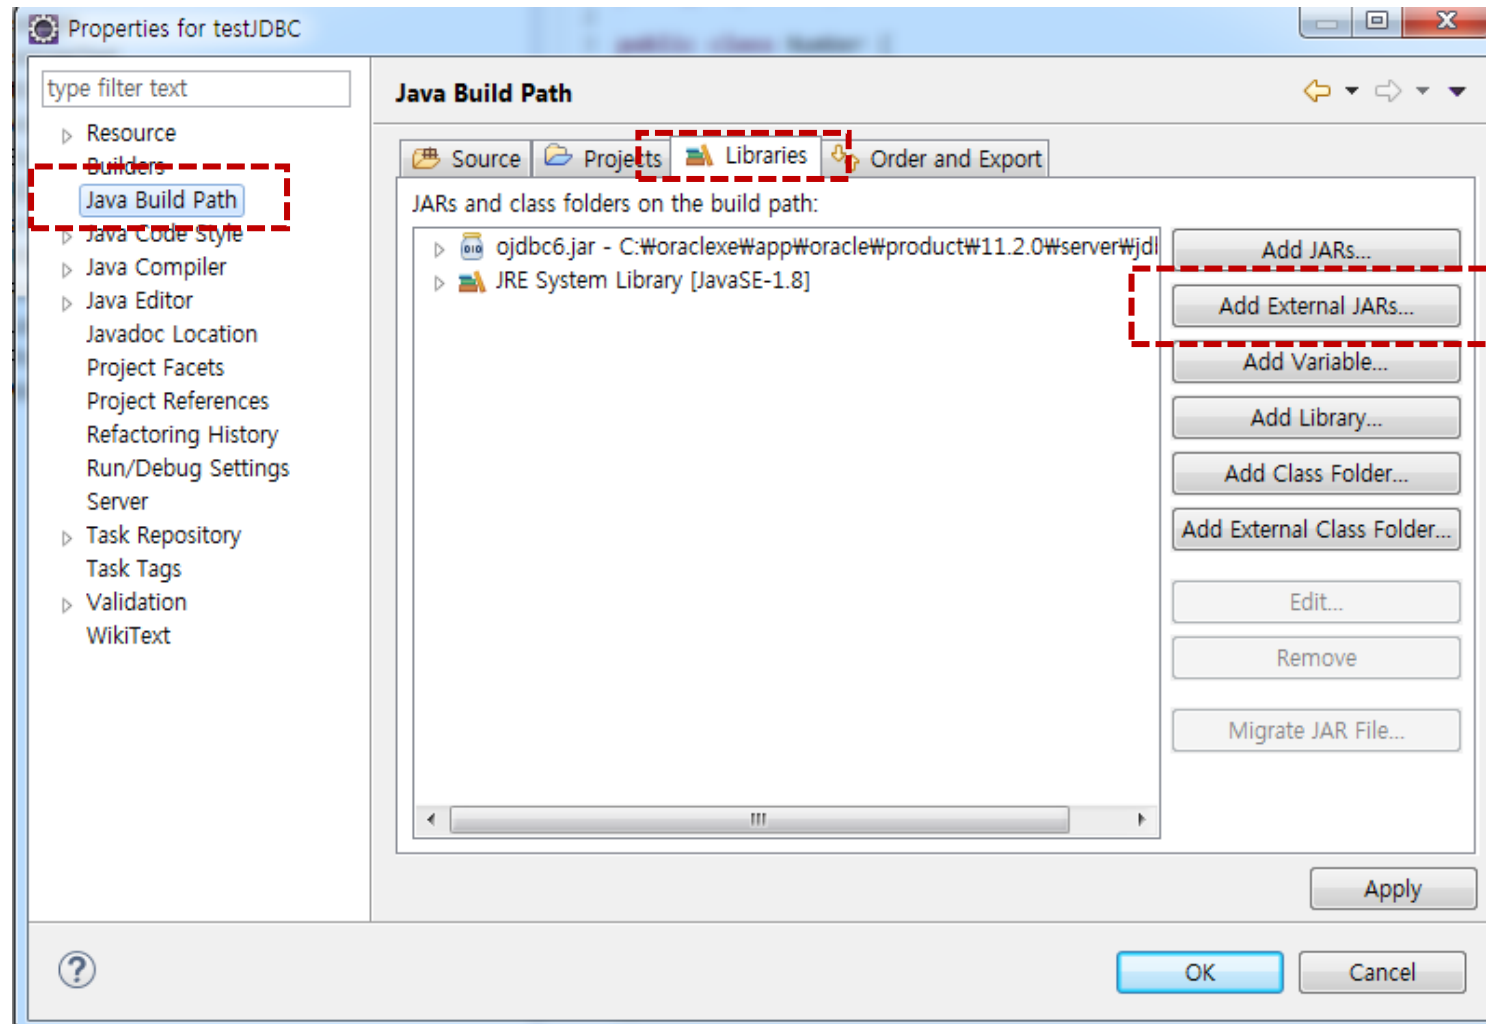 Properties for testJDBC
public class Number {
type filter text
Java Build Path
Resource
Builders
Java Build Path
Java Code Style
Java Compiler
Java Editor
Javadoc Location
Project Facets
Project References
Refactoring History
Run/Debug Settings
Server
Task Repository
Task Tags
Validation
WikiText
Source
Projects
Libraries
Order and Export
JARs and class folders on the build path:
ojdbc6.jar - C:₩oraclexe₩app₩oracle₩product₩11.2.0₩server₩jdl
JRE System Library [JavaSE-1.8]
Add JARs...
Add External JARs...
Add Variable...
Add Library...
Add Class Folder...
Add External Class Folder...
Edit...
Remove
Migrate JAR File...
Apply
OK
Cancel